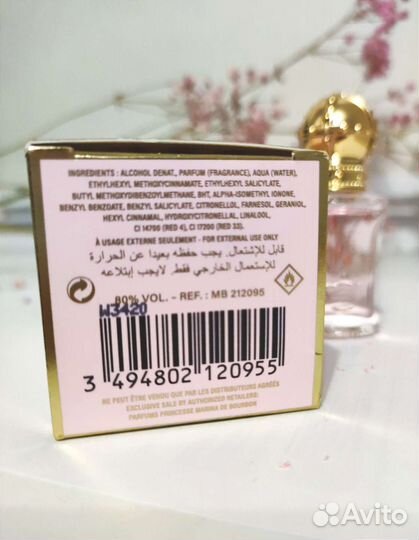 INGREDIENTS : ALCOHOL DENAT., PARFUM (FRAGRANCE), AQUA (WATER),
ETHYLHEXYL METHOXYCINNAMATE, ETHYLHEXYL SALICYLATE,
BUTYL METHOXYDIBENZOYLMETHANE, BHT, ALPHA-ISOMETHYL IONONE,
BENZYL BENZOATE, BENZYL SALICYLATE, CITRONELLOL, FARNESOL, GERANIOL,
HEXYL CINNAMAL, HYDROXYCITRONELLAL, LINALOOL,
CI 14700 (RED 4), CI 17200 (RED 33).
À USAGE EXTERNE SEULEMENT - FOR EXTERNAL USE ONLY
قابل للإشتعال. يجب حفظه بعيدا عن الحرارة
للإستعمال الخارجي فقط. لايجب إبتلاعه
80% VOL. - REF. : MB 212095
W3420
3 494802 120955
NE PEUT ÊTRE VENDU QUE PAR LES DISTRIBUTEURS AGRÉÉS
EXCLUSIVE SALE BY AUTHORIZED RETAILERS:
PARFUMS PRINCESSE MARINA DE BOURBON
Avito